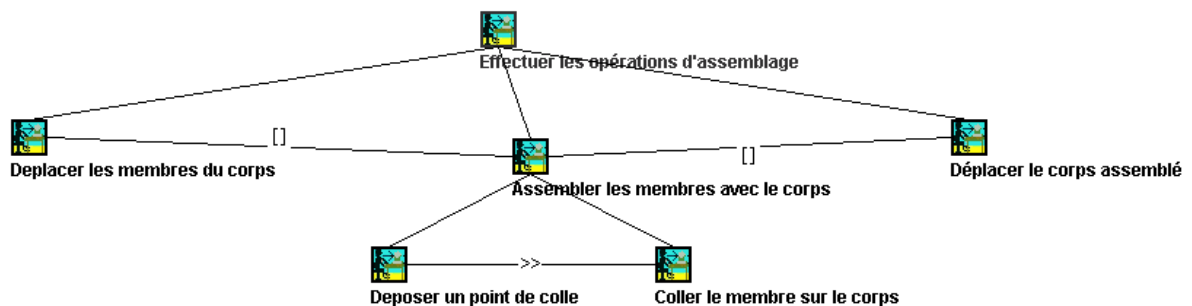 Effectuer les opérations d'assemblage
[]
[]
Deplacer les membres du corps
Assembler les membres avec le corps
Déplacer le corps assemblé
>>
Deposer un point de colle
Coller le membre sur le corps